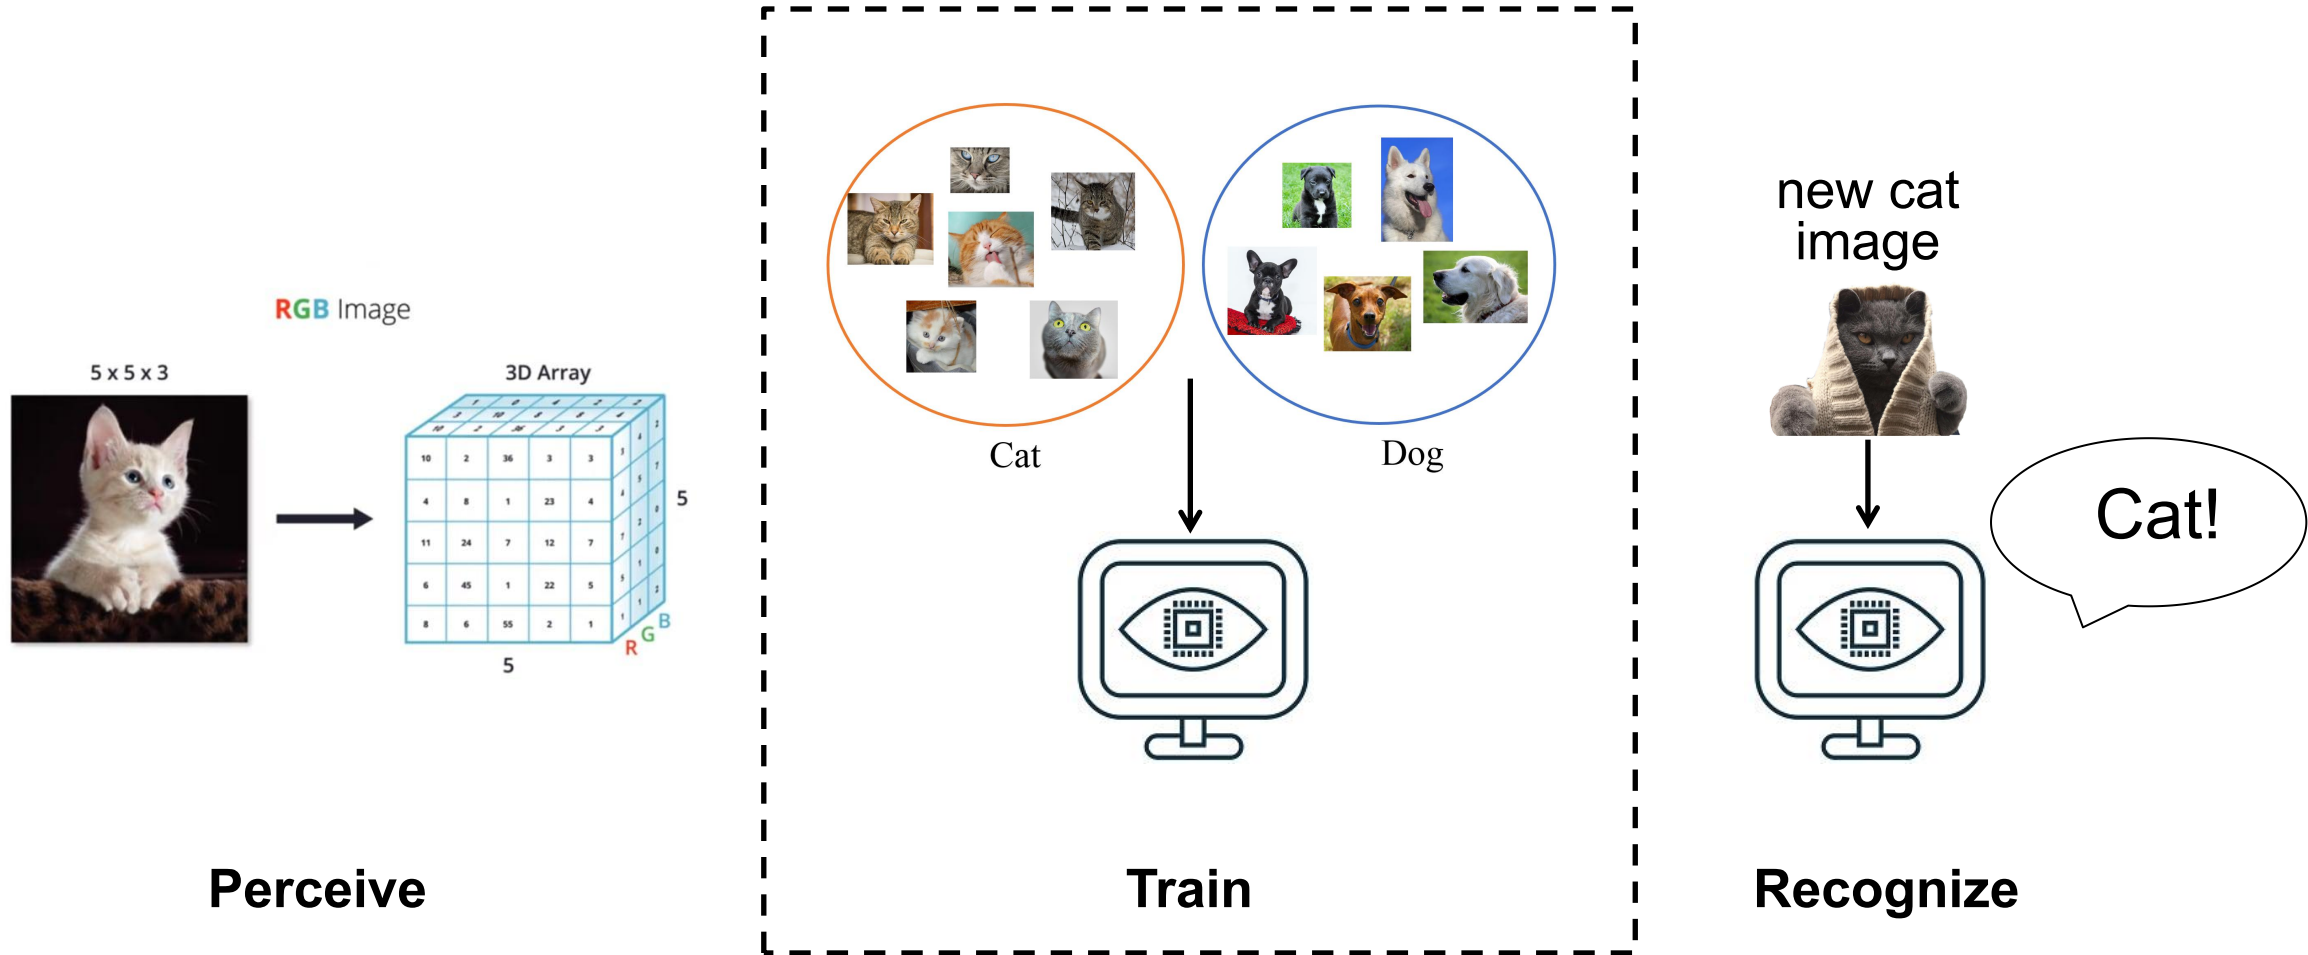 RGB Image
5 x 5 x 3
3D Array
10 2 36 3 3
4 8 1 23 4
11 24 7 12 7
6 45 1 22 5
8 6 55 2 1
5
5
R G B
Perceive
Cat
Dog
Train
new cat
image
Cat!
Recognize